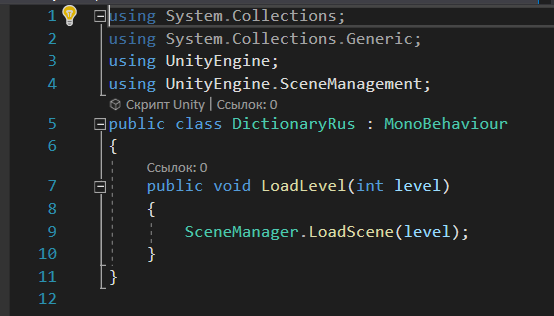 1 using System.Collections;
2 using System.Collections.Generic;
3 using UnityEngine;
4 using UnityEngine.SceneManagement;
Скрипт Unity | Ссылок: 0
5 public class DictionaryRus : MonoBehaviour
6 {
Ссылок: 0
7 public void LoadLevel(int level)
8 {
9 SceneManager.LoadScene(level);
10 }
11 }
12